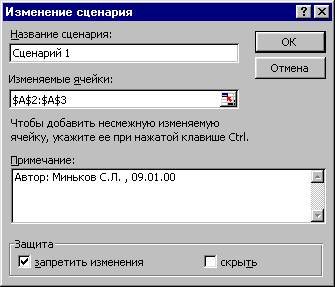 Изменение сценария
Название сценария:
Сценарий 1
OK
Отмена
Изменяемые ячейки:
$A$2:$A$3
Чтобы добавить несмежную изменяемую
ячейку, укажите ее при нажатой клавише Ctrl.
Примечание:
Автор: Миньков С.Л. , 09.01.00
Защита
запретить изменения
скрыть